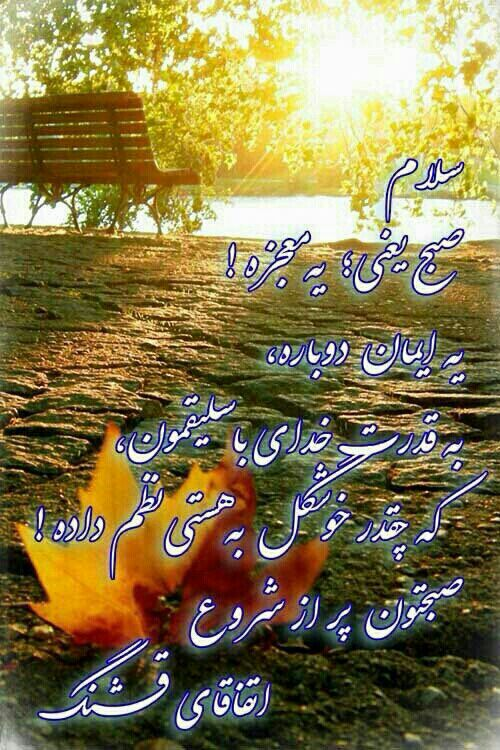 سلام
صبح یعنی؛ یه معجزه !
یه ایمان دوباره،
به قدرت خدای با سلیقمون،
که چقدر خوشگل به هستی نظم داده !
صبحتون پر از شروع
اتفاقای قشنگ